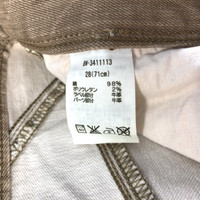 JV-3411113
28(71cm)
綿 98%
ポリウレタン 2%
ラベル部分 牛革
パーツ部分 牛革